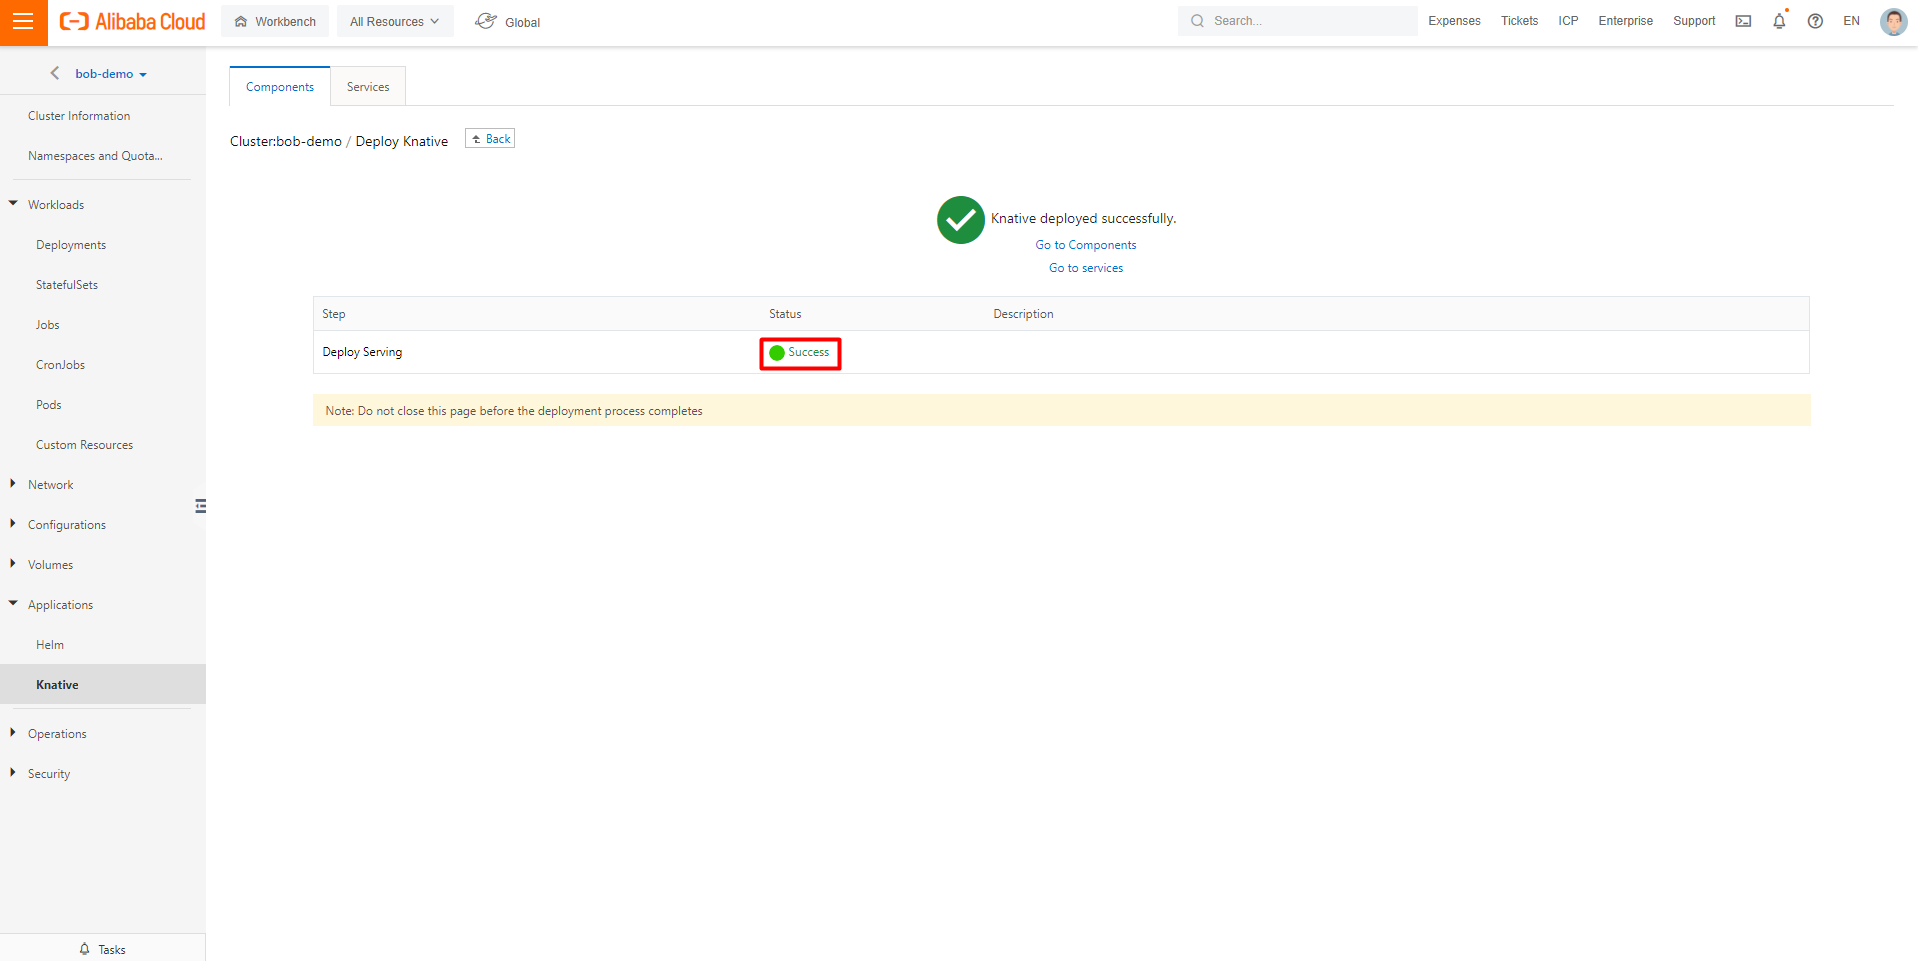 Alibaba Cloud Workbench All Resources Global Search... Expenses Tickets ICP Enterprise Support EN
bob-demo
Cluster Information
Namespaces and Quota...
Workloads
Deployments
StatefulSets
Jobs
CronJobs
Pods
Custom Resources
Network
Configurations
Volumes
Applications
Helm
Knative
Operations
Security
Tasks
Components Services
Cluster:bob-demo / Deploy Knative Back
Knative deployed successfully.
Go to Components
Go to services
Step Status Description
Deploy Serving Success
Note: Do not close this page before the deployment process completes